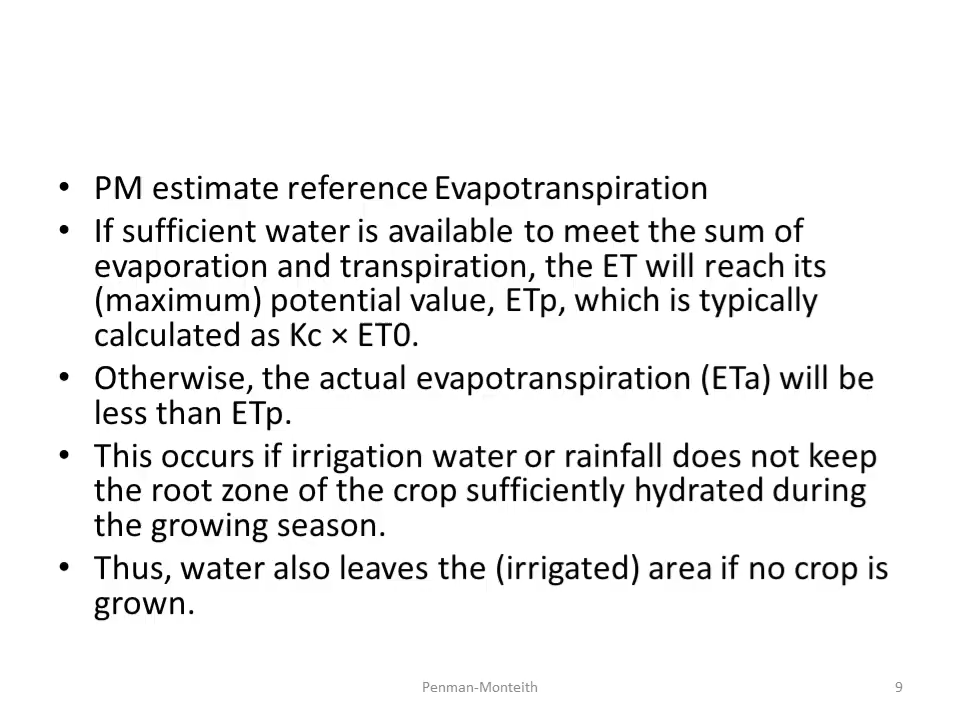 • PM estimate reference Evapotranspiration
• If sufficient water is available to meet the sum of
evaporation and transpiration, the ET will reach its
(maximum) potential value, ETp, which is typically
calculated as Kc × ET0.
• Otherwise, the actual evapotranspiration (ETa) will be
less than ETp.
• This occurs if irrigation water or rainfall does not keep
the root zone of the crop sufficiently hydrated during
the growing season.
• Thus, water also leaves the (irrigated) area if no crop is
grown.
Penman-Monteith
9